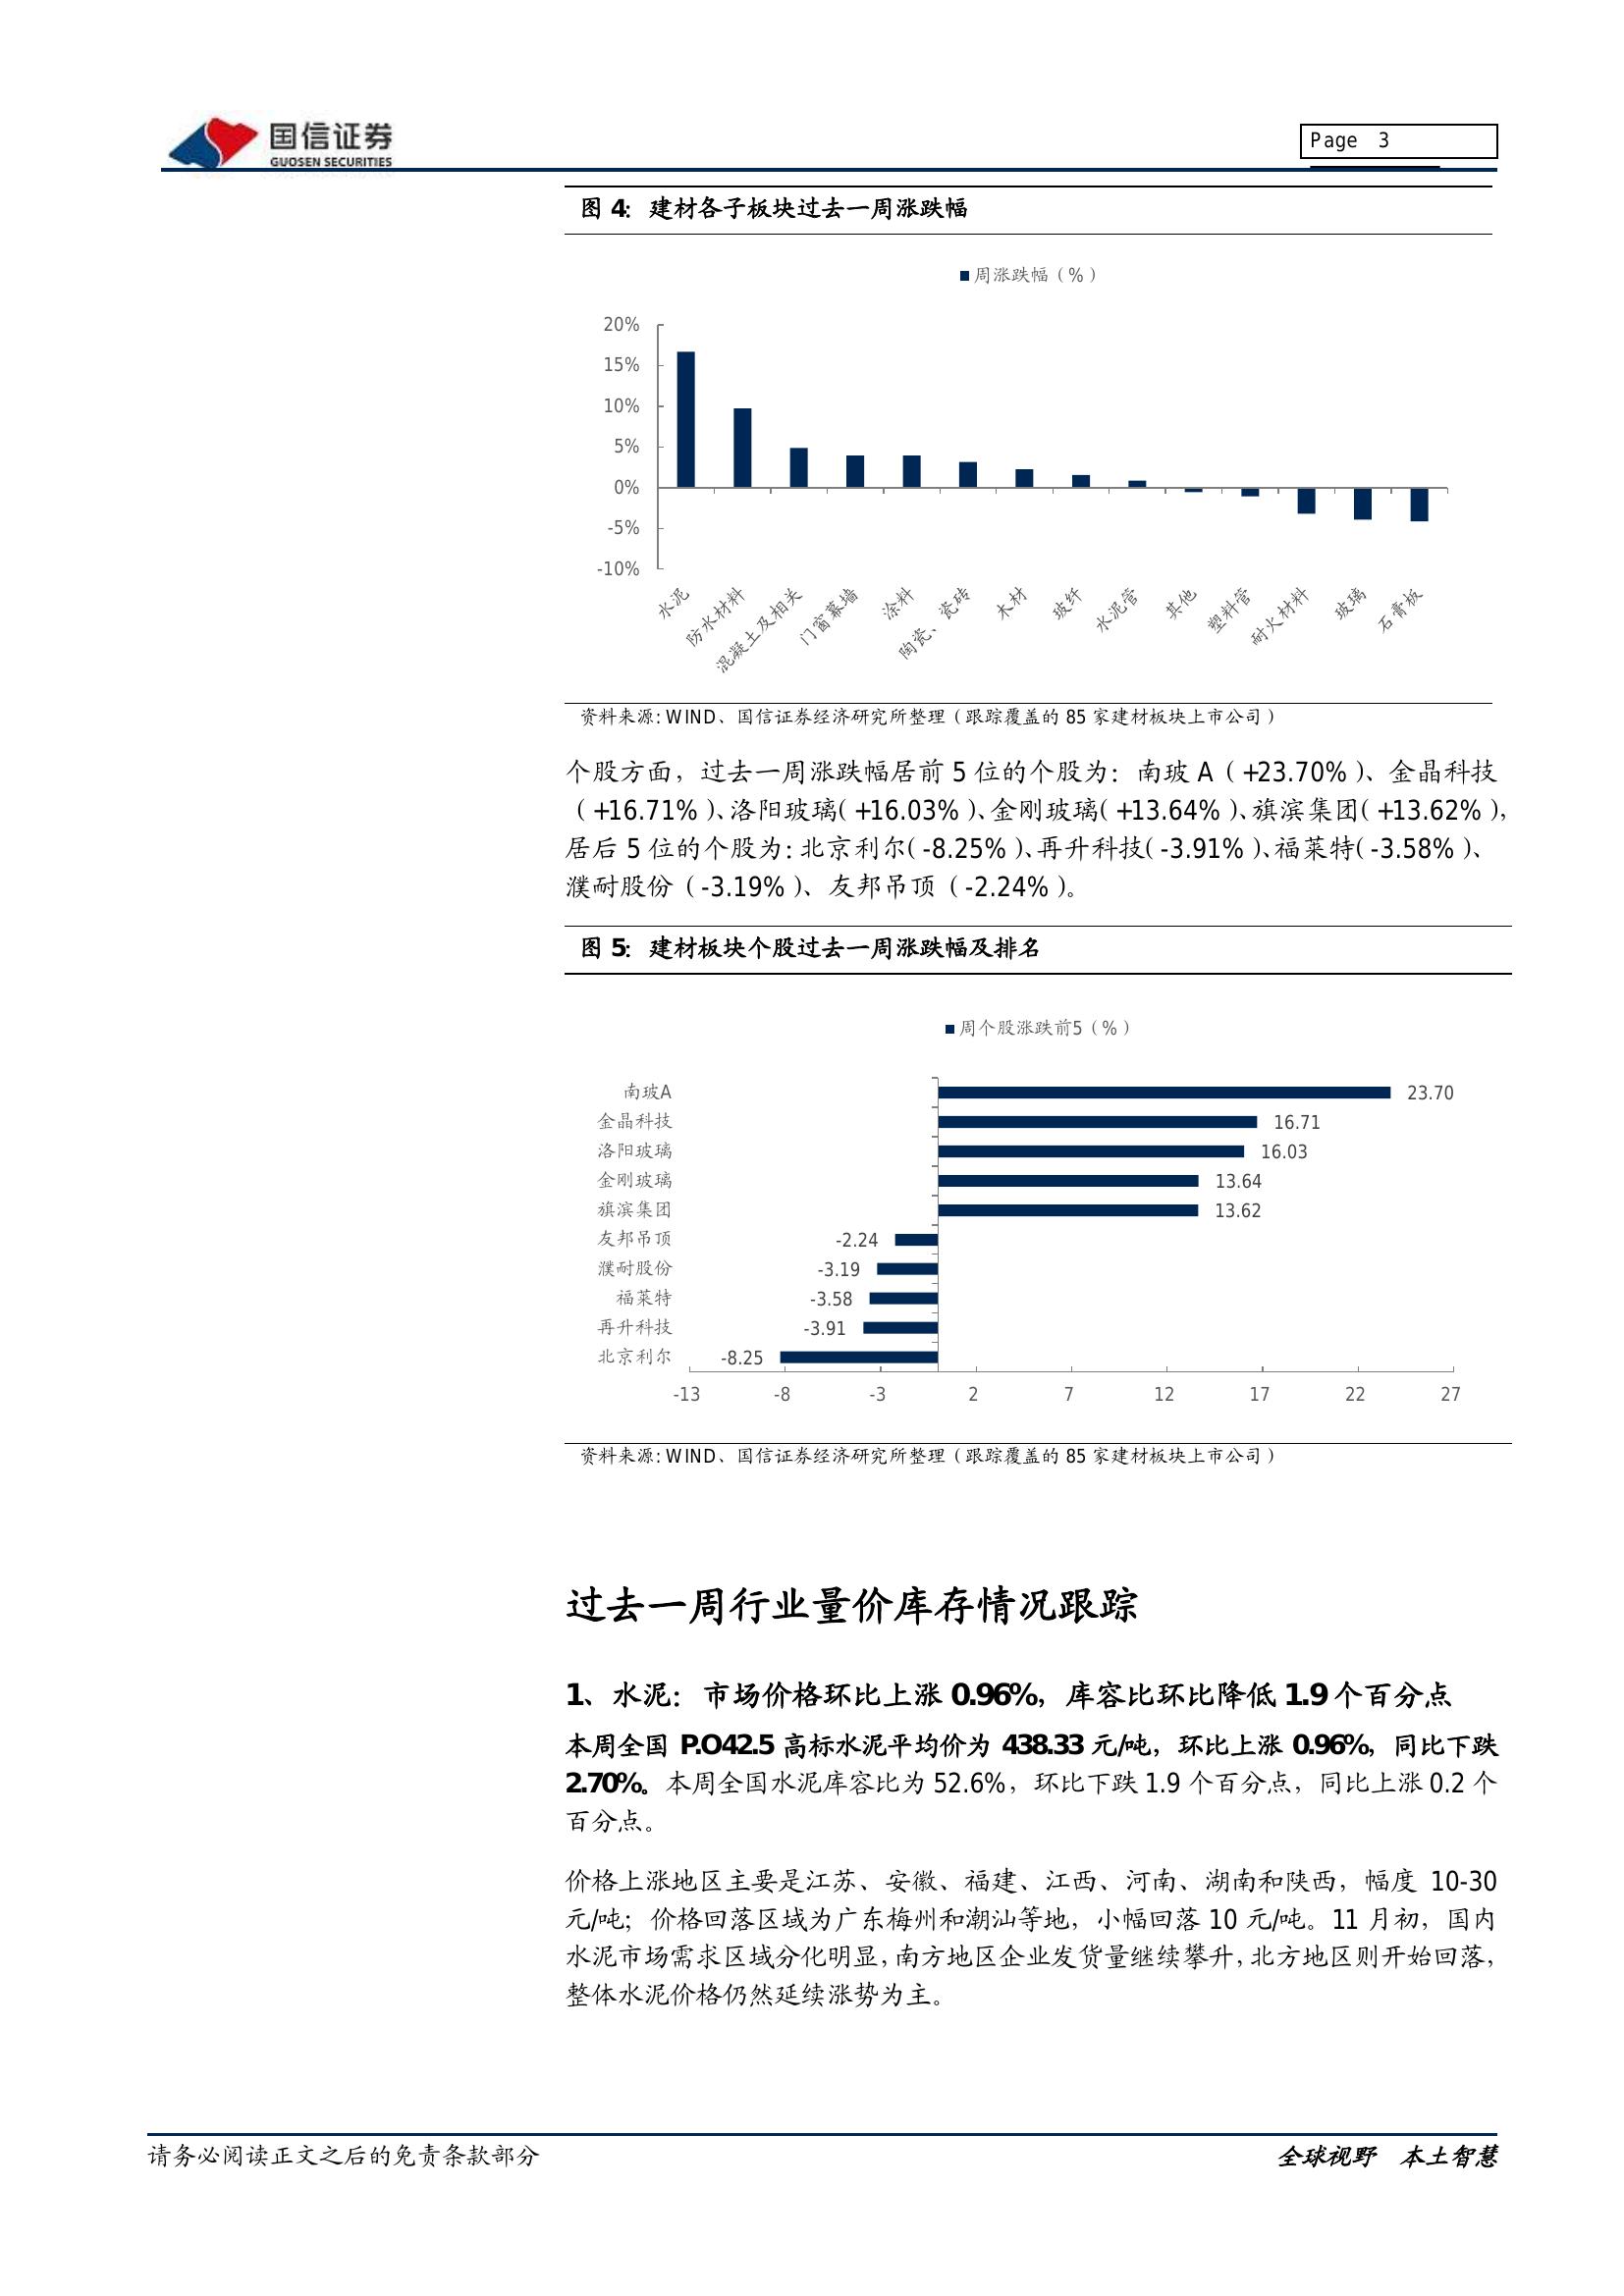 国信证券
GUOSEN SECURITIES
Page 3
图 4：建材各子板块过去一周涨跌幅
周涨跌幅（%）
20%
15%
10%
5%
0%
-5%
-10%
水泥
防水材料
混凝土及相关
门窗幕墙
涂料
陶瓷、瓷砖
木材
玻纤
水泥管
其他
塑料管
耐火材料
玻璃
石膏板
资料来源: WIND、国信证券经济研究所整理（跟踪覆盖的 85 家建材板块上市公司）
个股方面，过去一周涨跌幅居前 5 位的个股为：南玻 A（+23.70%）、金晶科技
（+16.71%）、洛阳玻璃（+16.03%）、金刚玻璃（+13.64%）、旗滨集团（+13.62%），
居后 5 位的个股为：北京利尔（-8.25%）、再升科技（-3.91%）、福莱特（-3.58%）、
濮耐股份（-3.19%）、友邦吊顶（-2.24%）。
图 5：建材板块个股过去一周涨跌幅及排名
周个股涨跌前5（%）
南玻A 23.70
金晶科技 16.71
洛阳玻璃 16.03
金刚玻璃 13.64
旗滨集团 13.62
友邦吊顶 -2.24
濮耐股份 -3.19
福莱特 -3.58
再升科技 -3.91
北京利尔 -8.25
-13 -8 -3 2 7 12 17 22 27
资料来源: WIND、国信证券经济研究所整理（跟踪覆盖的 85 家建材板块上市公司）
过去一周行业量价库存情况跟踪
1、水泥：市场价格环比上涨 0.96%，库容比环比降低 1.9 个百分点
本周全国 P.O42.5 高标水泥平均价为 438.33 元/吨，环比上涨 0.96%，同比下跌
2.70%。本周全国水泥库容比为 52.6%，环比下跌 1.9 个百分点，同比上涨 0.2 个
百分点。
价格上涨地区主要是江苏、安徽、福建、江西、河南、湖南和陕西，幅度 10-30
元/吨；价格回落区域为广东梅州和潮汕等地，小幅回落 10 元/吨。11 月初，国内
水泥市场需求区域分化明显，南方地区企业发货量继续攀升，北方地区则开始回落，
整体水泥价格仍然延续涨势为主。
请务必阅读正文之后的免责条款部分
全球视野 本土智慧